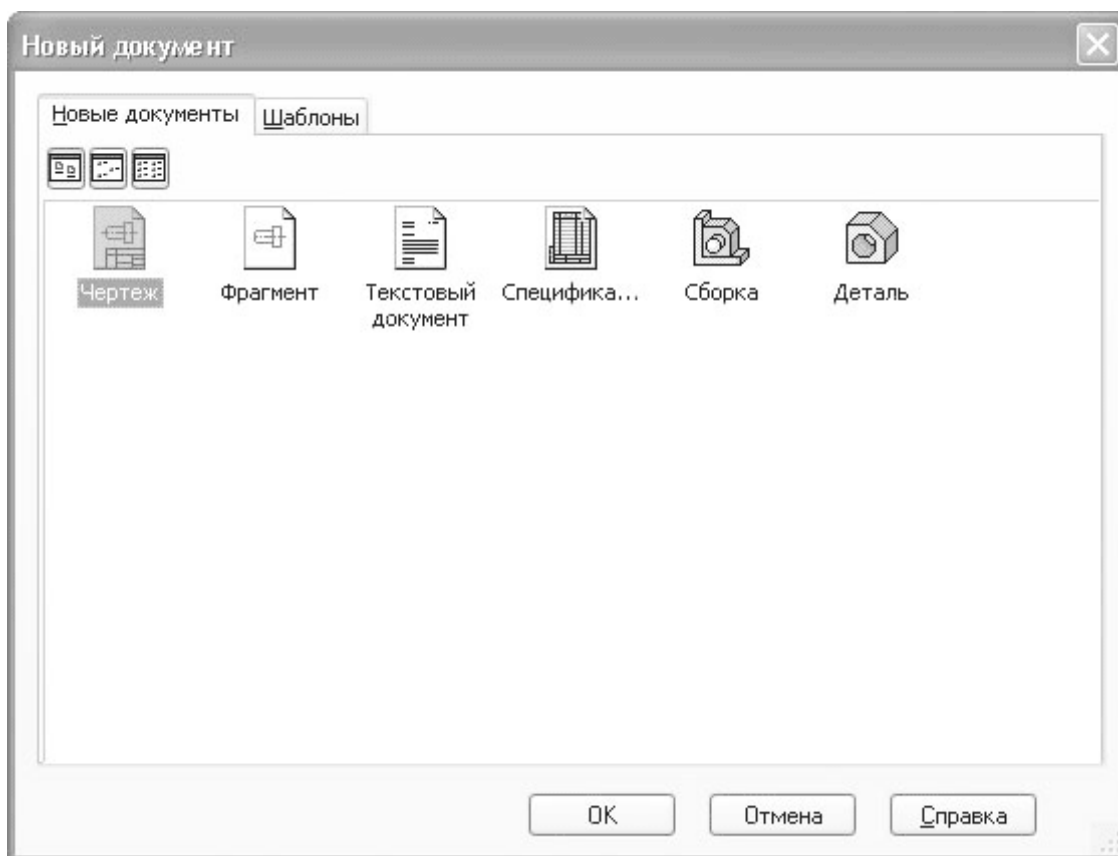 Новый документ
Новые документы
Шаблоны
Чертеж
Фрагмент
Текстовый
документ
Специфика...
Сборка
Деталь
OK
Отмена
Справка